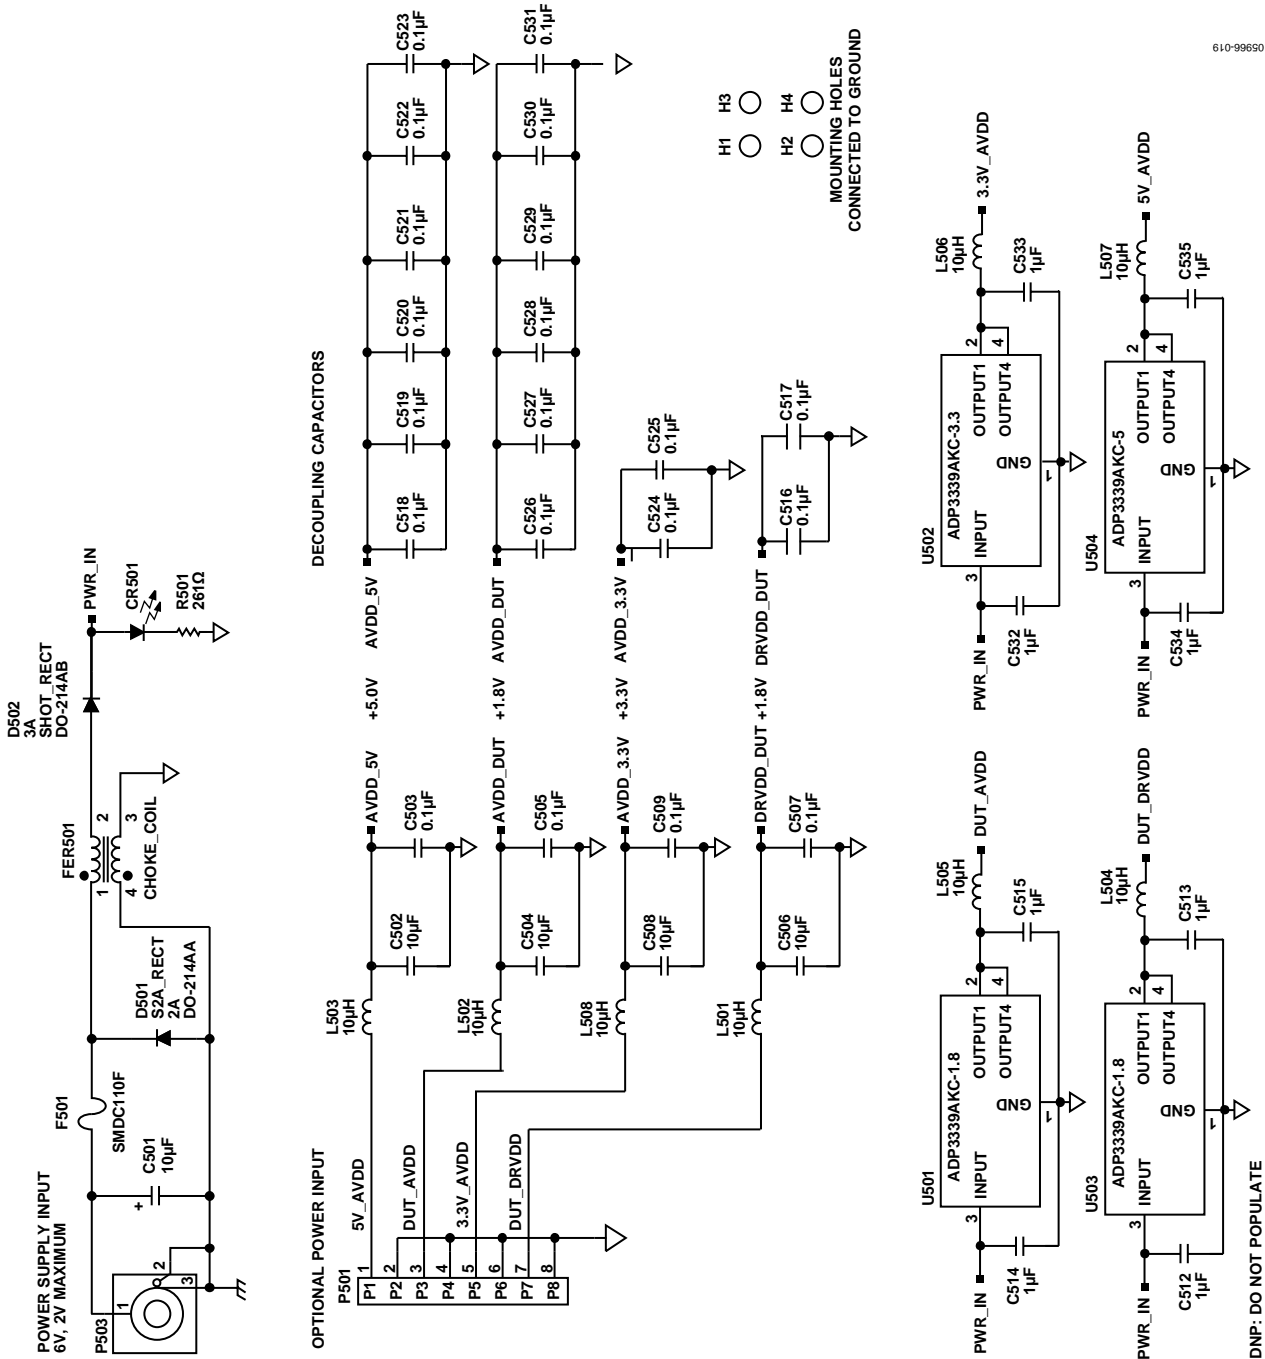 POWER SUPPLY INPUT
6V, 2V MAXIMUM
P503
1
2
3
C501
10µF
+
F501
SMDC110F
D501
S2A_RECT
2A
DO-214AA
FER501
1
2
4
3
CHOKE_COIL
D502
3A
SHOT_RECT
DO-214AB
PWR_IN
CR501
R501
261Ω
OPTIONAL POWER INPUT
P501
P1
1
5V_AVDD
P2
2
P3
3
DUT_AVDD
P4
4
P5
5
3.3V_AVDD
P6
6
P7
7
DUT_DRVDD
P8
8
L503
10µH
C502
10µF
C503
0.1µF
AVDD_5V
L502
10µH
C504
10µF
C505
0.1µF
AVDD_DUT
L508
10µH
C508
10µF
C509
0.1µF
AVDD_3.3V
L501
10µH
C506
10µF
C507
0.1µF
DRVDD_DUT
DECOUPLING CAPACITORS
+5.0V AVDD_5V
C518
0.1µF
C519
0.1µF
C520
0.1µF
C521
0.1µF
C522
0.1µF
C523
0.1µF
+1.8V AVDD_DUT
C526
0.1µF
C527
0.1µF
C528
0.1µF
C529
0.1µF
C530
0.1µF
C531
0.1µF
+3.3V AVDD_3.3V
C524
0.1µF
C525
0.1µF
+1.8V DRVDD_DUT
C516
0.1µF
C517
0.1µF
H1
H3
H2
H4
MOUNTING HOLES
CONNECTED TO GROUND
U501
ADP3339AKC-1.8
PWR_IN
3
INPUT
OUTPUT1
2
OUTPUT4
4
GND
1
C514
1µF
C515
1µF
L505
10µH
DUT_AVDD
U502
ADP3339AKC-3.3
PWR_IN
3
INPUT
OUTPUT1
2
OUTPUT4
4
GND
1
C532
1µF
C533
1µF
L506
10µH
3.3V_AVDD
U503
ADP3339AKC-1.8
PWR_IN
3
INPUT
OUTPUT1
2
OUTPUT4
4
GND
1
C512
1µF
C513
1µF
L504
10µH
DUT_DRVDD
U504
ADP3339AKC-5
PWR_IN
3
INPUT
OUTPUT1
2
OUTPUT4
4
GND
1
C534
1µF
C535
1µF
L507
10µH
5V_AVDD
DNP: DO NOT POPULATE
05966-019